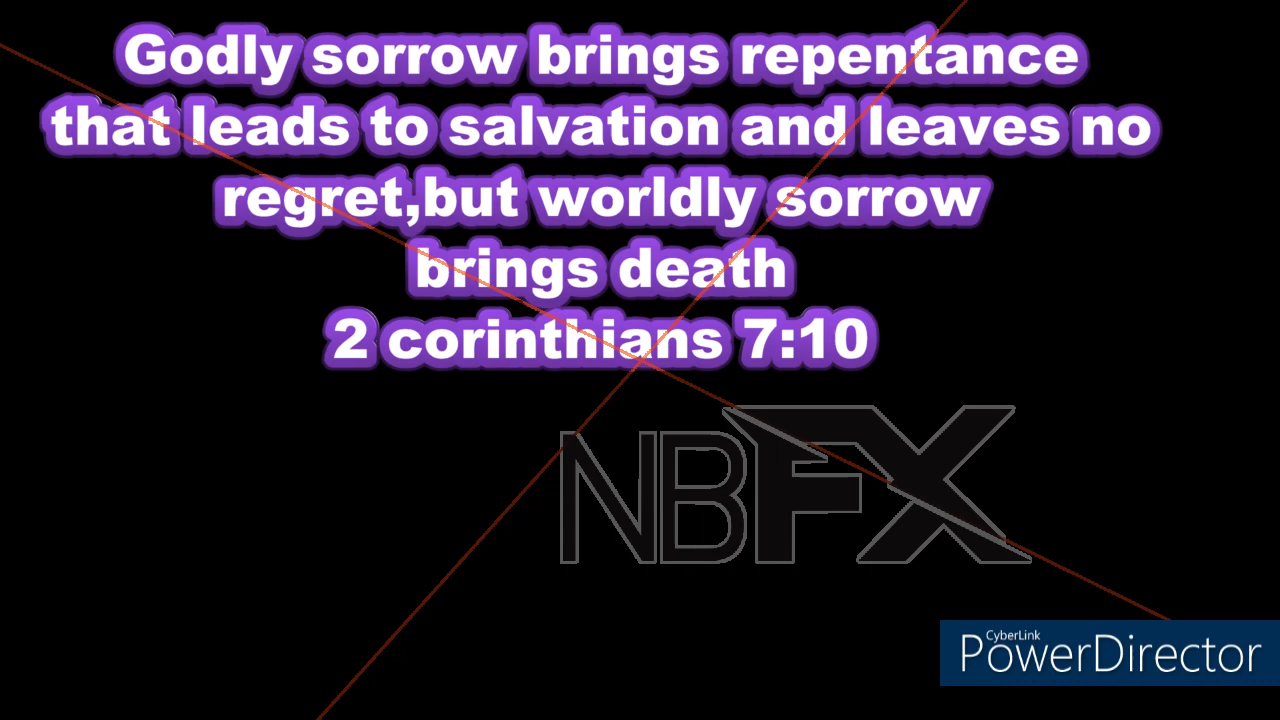 Godly sorrow brings repentance
that leads to salvation and leaves no
regret,but worldly sorrow
brings death
2 corinthians 7:10
NBFX
CyberLink
PowerDirector